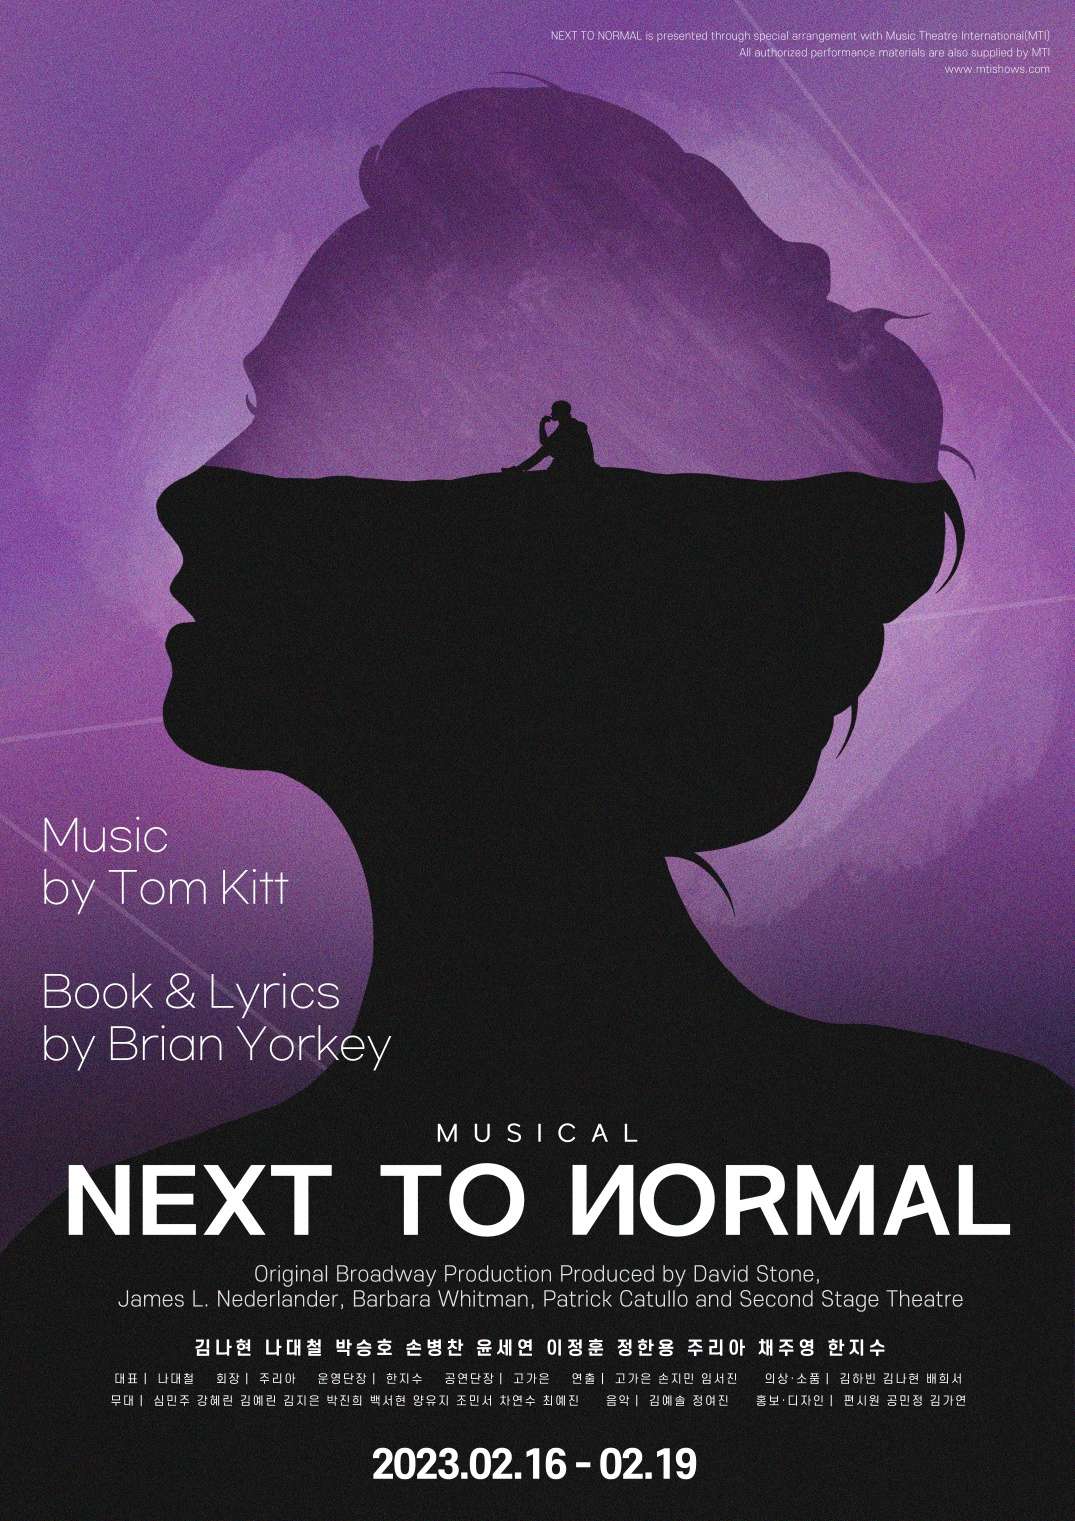 NEXT TO NORMAL is presented through special arrangement with Music Theatre International(MTI)
All authorized performance materials are also supplied by MTI
www.mtishows.com
Music
by Tom Kitt
Book & Lyrics
by Brian Yorkey
MUSICAL
NEXT TO NORMAL
Original Broadway Production Produced by David Stone,
James L. Nederlander, Barbara Whitman, Patrick Catullo and Second Stage Theatre
김나현 나대철 박승호 손병찬 윤세연 이정훈 정한용 주리아 채주영 한지수
대표 | 나대철 회장 | 주리아 운영단장 | 한지수 공연단장 | 고가은 연출 | 고가은 손지민 임서진 의상·소품 | 김하빈 김나현 배희서
무대 | 심민주 강혜린 김예린 김지은 박진희 백서현 양유지 조민서 차연수 최예진 음악 | 김예솔 정여진 홍보·디자인 | 편시원 공민정 김가연
2023.02.16 - 02.19